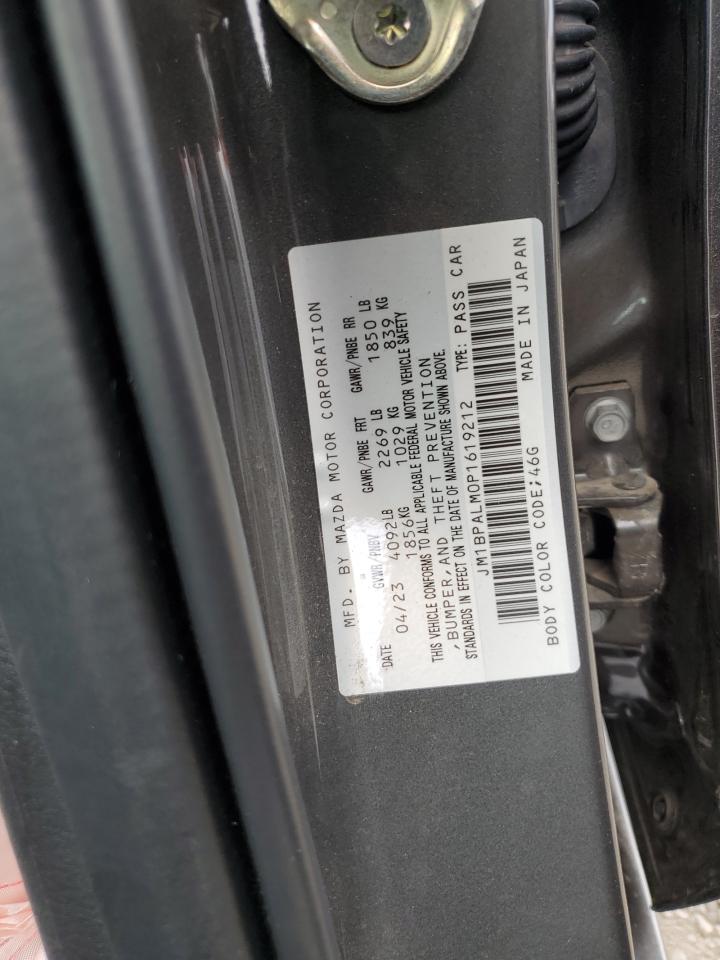 MFD. BY MAZDA MOTOR CORPORATION
GVWR/PNBV GAWR/PNBE FRT GAWR/PNBE RR
DATE 04/23 4092LB 2269 LB 1850 LB
1856KG 1029 KG 839 KG
THIS VEHICLE CONFORMS TO ALL APPLICABLE FEDERAL MOTOR VEHICLE SAFETY
,BUMPER,AND THEFT PREVENTION
STANDARDS IN EFFECT ON THE DATE OF MANUFACTURE SHOWN ABOVE.
JM1BPALM0P1619212 TYPE: PASS CAR
BODY COLOR CODE;46G MADE IN JAPAN